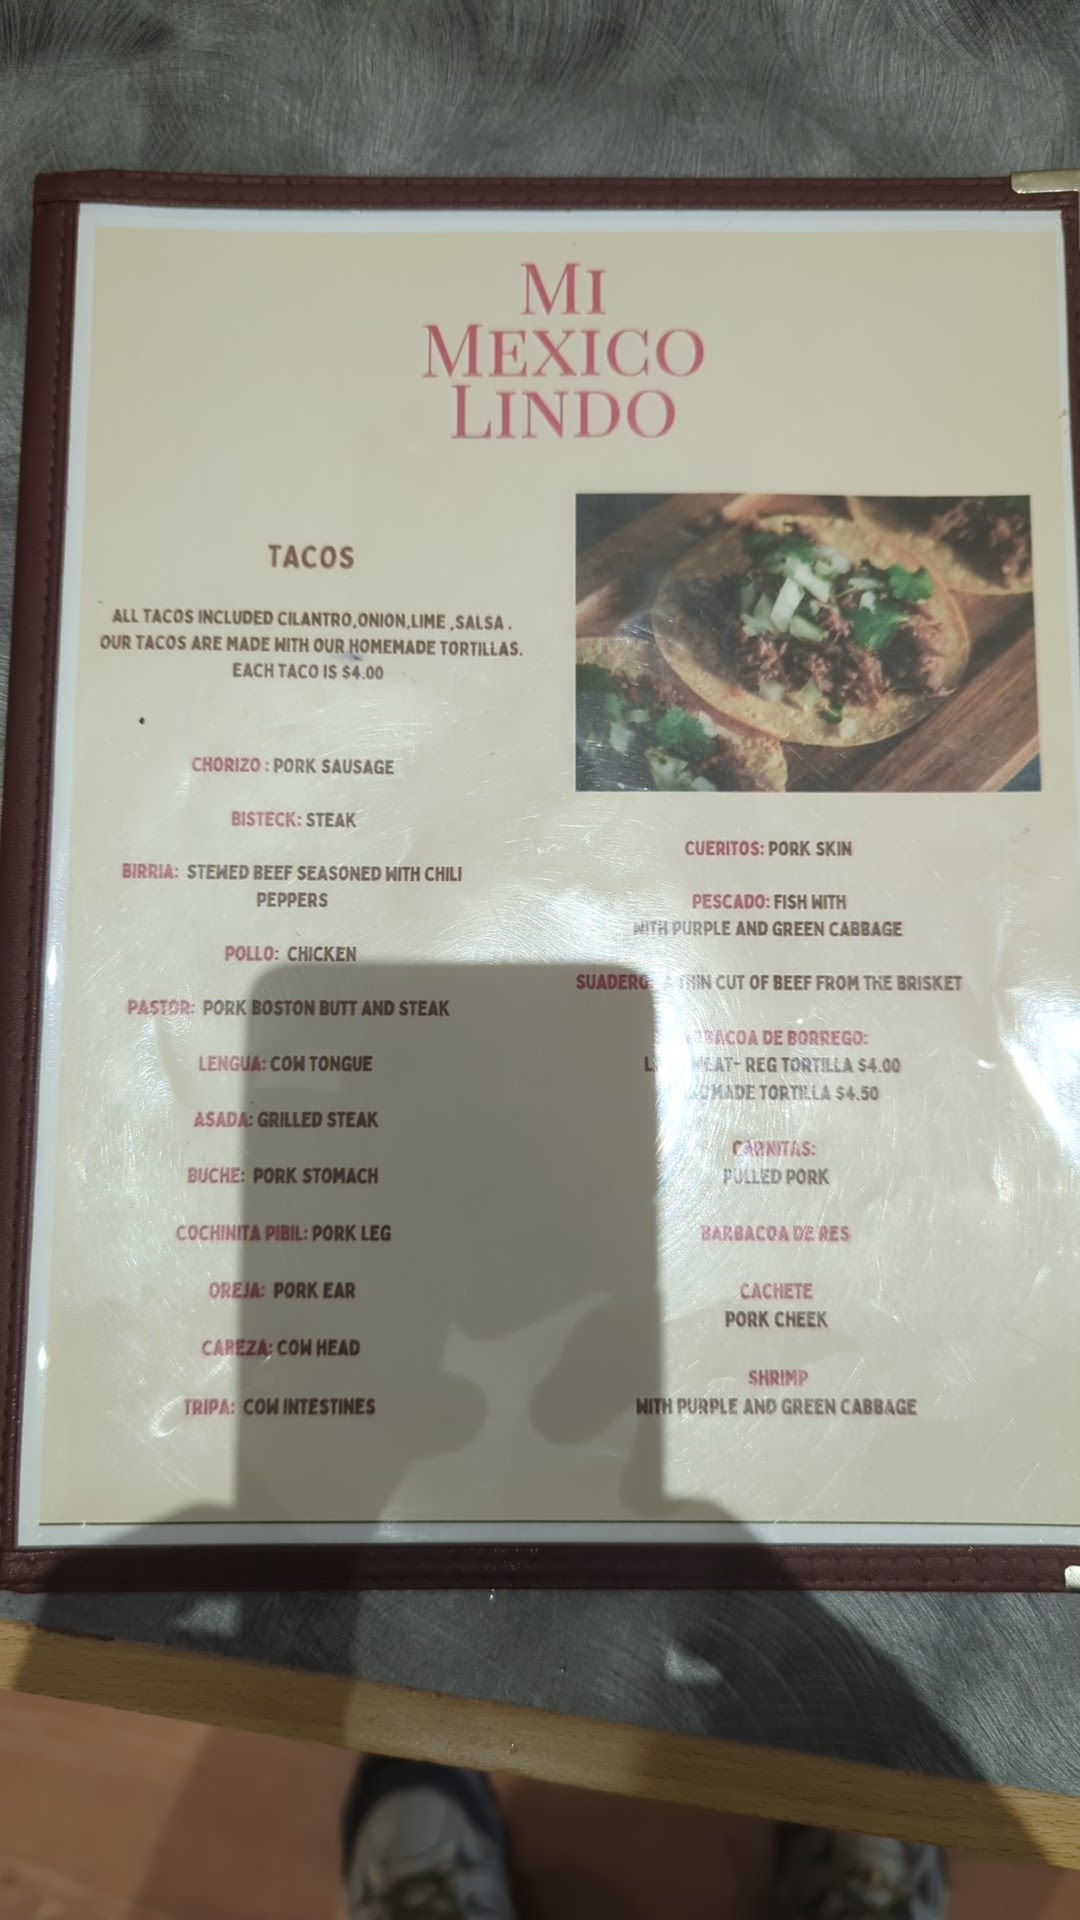 MI
MEXICO
LINDO
TACOS
ALL TACOS INCLUDED CILANTRO,ONION,LIME ,SALSA .
OUR TACOS ARE MADE WITH OUR HOMEMADE TORTILLAS.
EACH TACO IS $4.00
CHORIZO : PORK SAUSAGE
BISTECK: STEAK
BIRRIA: STEWED BEEF SEASONED WITH CHILI
PEPPERS
POLLO: CHICKEN
PASTOR: PORK BOSTON BUTT AND STEAK
LENGUA: COW TONGUE
ASADA: GRILLED STEAK
BUCHE: PORK STOMACH
COCHINITA PIBIL: PORK LEG
OREJA: PORK EAR
CABEZA: COW HEAD
TRIPA: COW INTESTINES
CUERITOS: PORK SKIN
PESCADO: FISH WITH
WITH PURPLE AND GREEN CABBAGE
SUADERO: A THIN CUT OF BEEF FROM THE BRISKET
BARBACOA DE BORREGO:
REG TORTILLA $4.00
TORTILLA $4.50
CARNITAS:
PULLED PORK
BARBACOA DE RES
CACHETE
PORK CHEEK
SHRIMP
WITH PURPLE AND GREEN CABBAGE